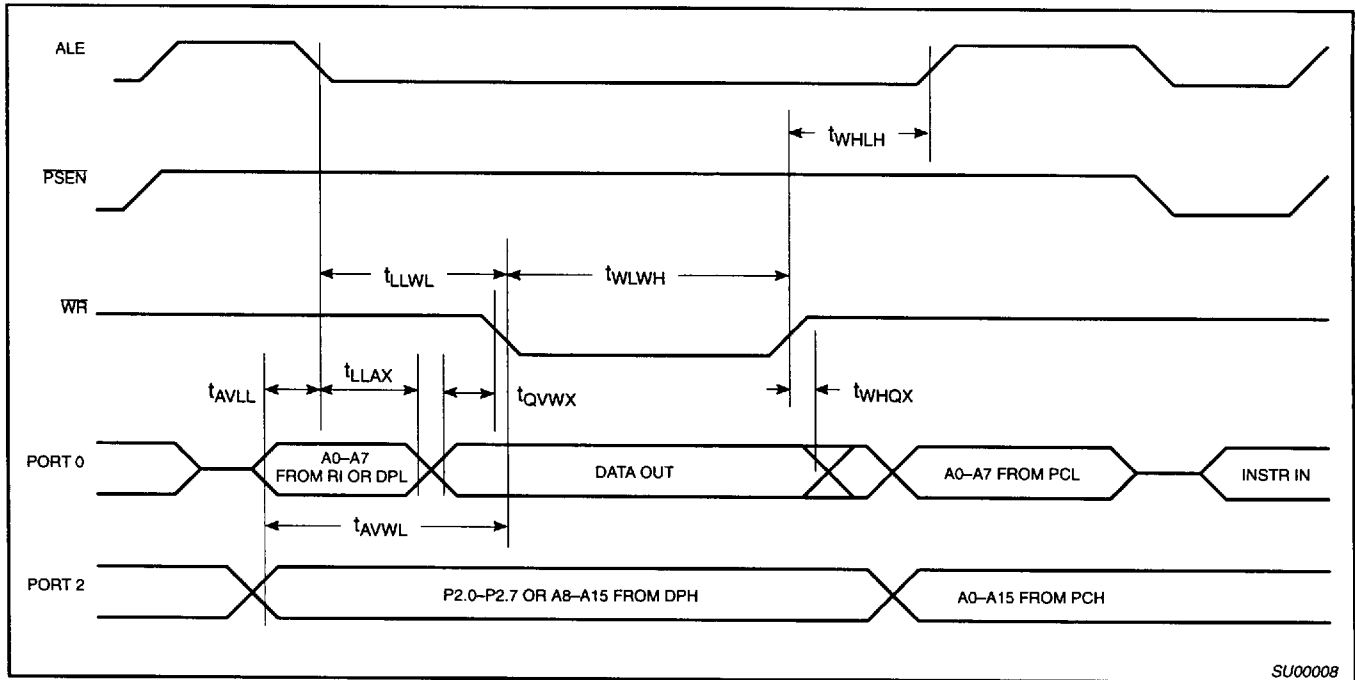 ALE
tWHLH
PSEN
tLLWL
tWLWH
WR
tAVLL
tLLAX
tQVWX
tWHQX
PORT 0
A0–A7
FROM RI OR DPL
DATA OUT
A0–A7 FROM PCL
INSTR IN
tAVWL
PORT 2
P2.0–P2.7 OR A8–A15 FROM DPH
A0–A15 FROM PCH
SU00008